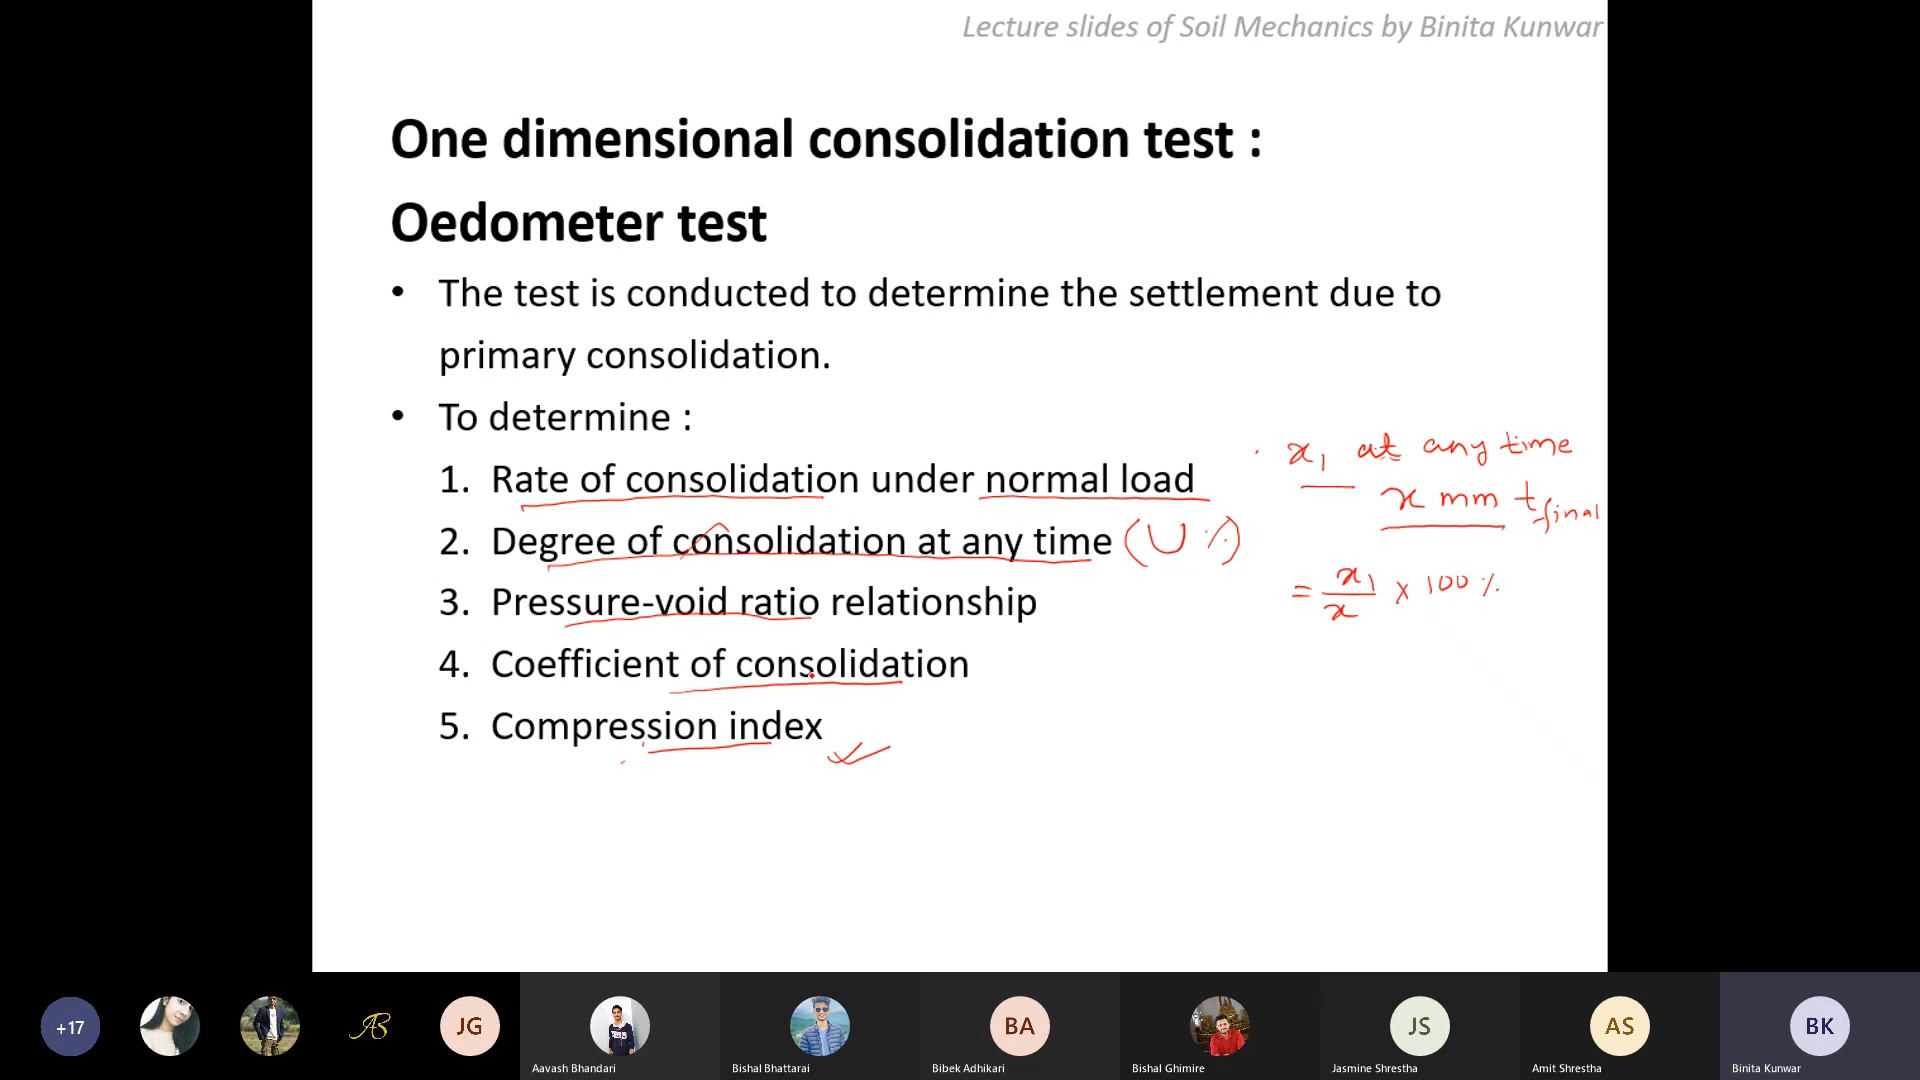 Lecture slides of Soil Mechanics by Binita Kunwar
One dimensional consolidation test :
Oedometer test
• The test is conducted to determine the settlement due to
primary consolidation.
• To determine :
1. Rate of consolidation under normal load
2. Degree of consolidation at any time (U%)
3. Pressure-void ratio relationship
4. Coefficient of consolidation
5. Compression index
x1 at any time
x mm t final
= x1/x × 100%
+17
AS
JG
Aavash Bhandari
Bishal Bhattarai
BA
Bibek Adhikari
Bishal Ghimire
JS
Jasmine Shrestha
AS
Amit Shrestha
BK
Binita Kunwar